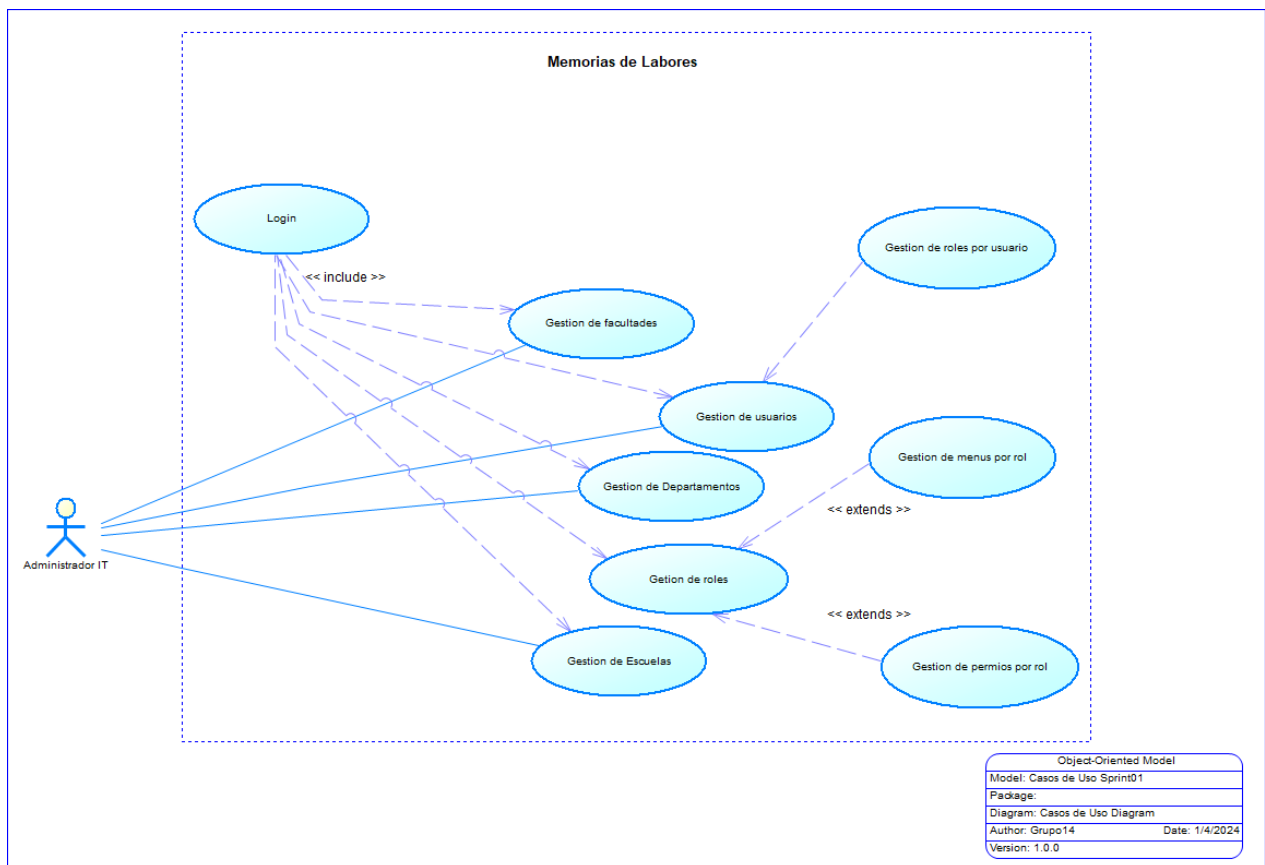 Memorias de Labores
Login
Gestion de roles por usuario
<< include >>
Gestion de facultades
Gestion de usuarios
Gestion de menus por rol
Gestion de Departamentos
<< extends >>
Administrador IT
Getion de roles
<< extends >>
Gestion de Escuelas
Gestion de permios por rol
Object-Oriented Model
Model: Casos de Uso Sprint01
Package:
Diagram: Casos de Uso Diagram
Author: Grupo14 Date: 1/4/2024
Version: 1.0.0